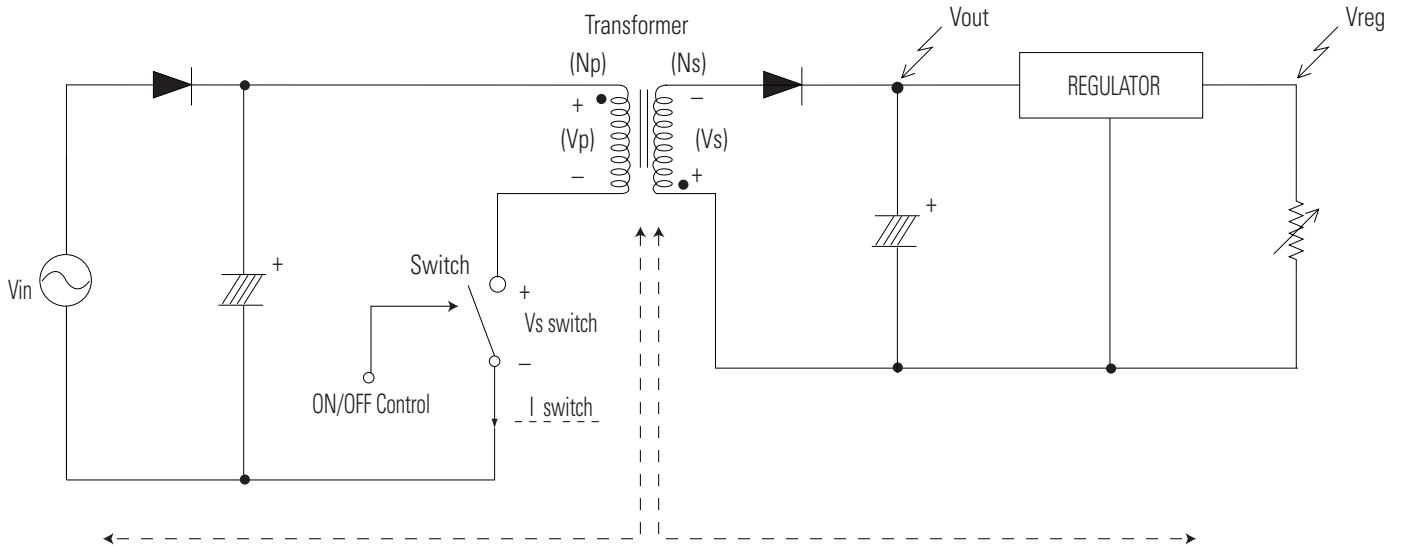 Transformer
Vout
Vreg
(Np)
(Ns)
REGULATOR
+
–
(Vp)
(Vs)
–
+
+
+
Switch
+
Vin
Vs switch
–
ON/OFF Control
I switch